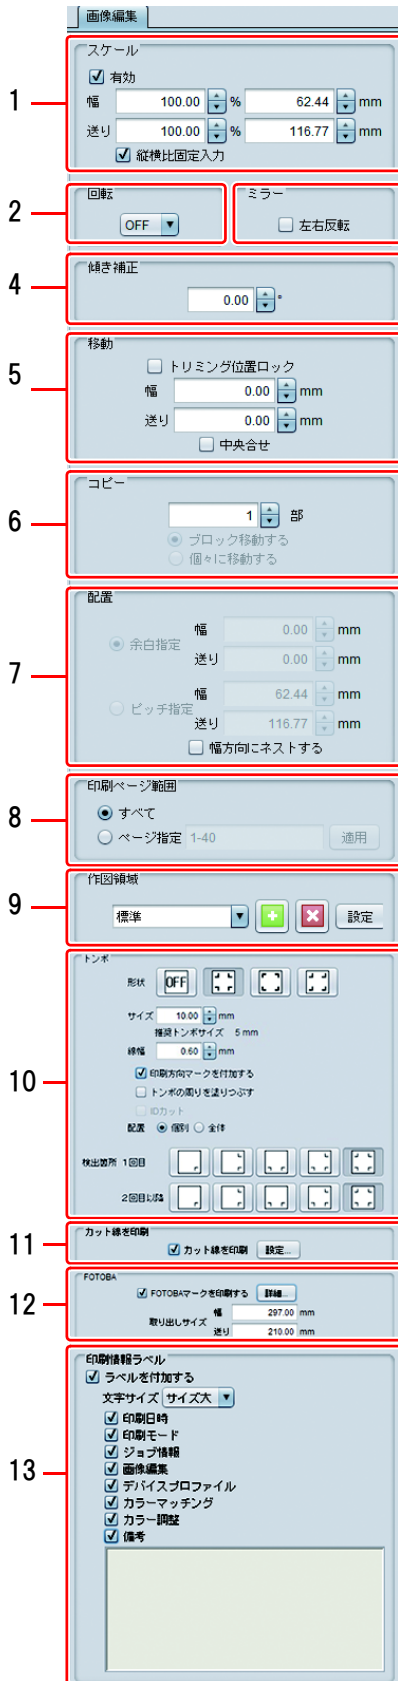 画像編集
1
スケール
有効
幅 100.00 % 62.44 mm
送り 100.00 % 116.77 mm
縦横比固定入力
2
回転
OFF
ミラー
左右反転
4
傾き補正
0.00 °
5
移動
トリミング位置ロック
幅 0.00 mm
送り 0.00 mm
中央合せ
6
コピー
1 部
ブロック移動する
個々に移動する
7
配置
余白指定
幅 0.00 mm
送り 0.00 mm
ピッチ指定
幅 62.44 mm
送り 116.77 mm
幅方向にネストする
8
印刷ページ範囲
すべて
ページ指定 1-40 適用
9
作図領域
標準 設定
10
トンボ
形状 OFF
サイズ 10.00 mm
推奨トンボサイズ 5 mm
線幅 0.60 mm
印刷方向マークを付加する
トンボの周りを塗りつぶす
IDカット
配置 個別 全体
検出箇所 1回目
2回目以降
11
カット線を印刷
カット線を印刷 設定...
12
FOTOBA
FOTOBAマークを印刷する 詳細...
取り出しサイズ
幅 297.00 mm
送り 210.00 mm
13
印刷情報ラベル
ラベルを付加する
文字サイズ サイズ大
印刷日時
印刷モード
ジョブ情報
画像編集
デバイスプロファイル
カラーマッチング
カラー調整
備考